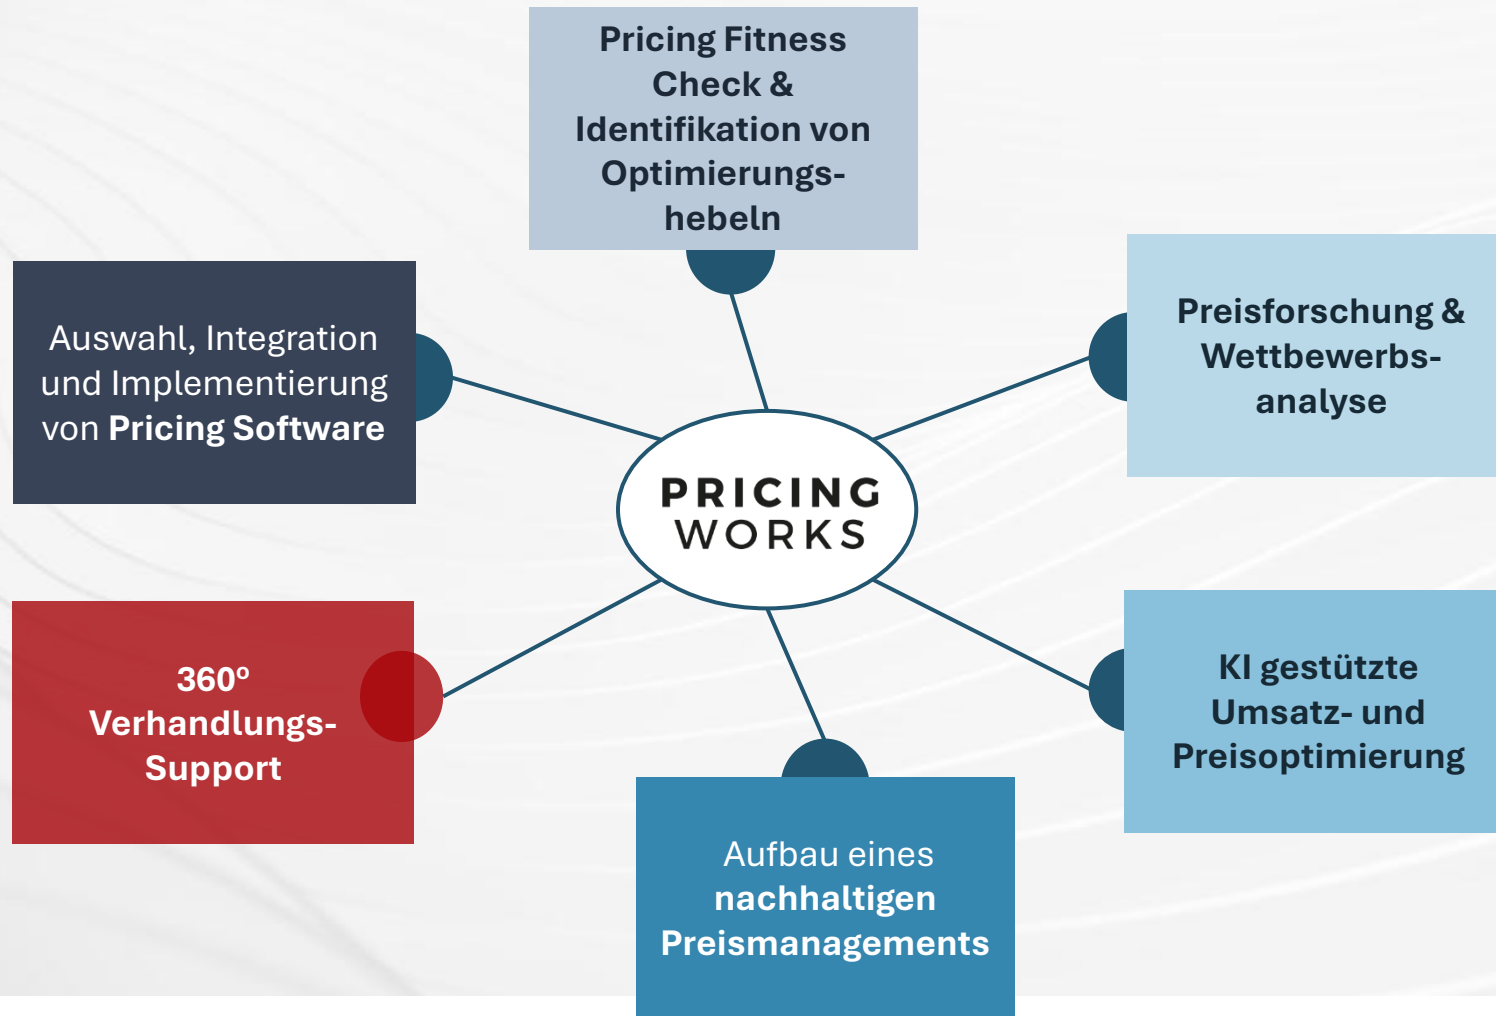 Pricing Fitness
Check &
Identifikation von
Optimierungs-
hebeln
Auswahl, Integration
und Implementierung
von Pricing Software
Preisforschung &
Wettbewerbs-
analyse
PRICING
WORKS
360º
Verhandlungs-
Support
KI gestützte
Umsatz- und
Preisoptimierung
Aufbau eines
nachhaltigen
Preismanagements